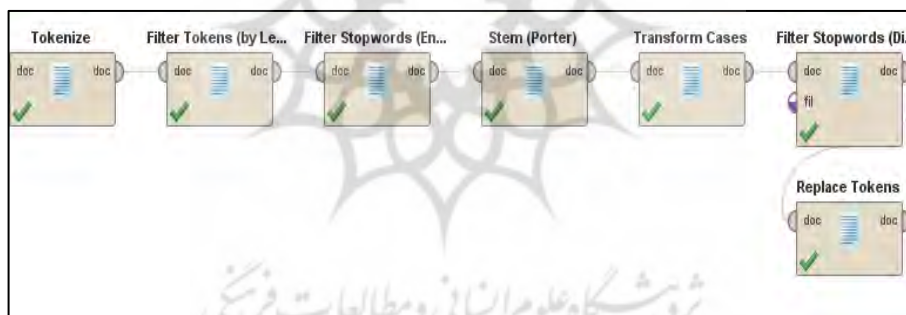 Tokenize Filter Tokens (by Le... Filter Stopwords (En... Stem (Porter) Transform Cases Filter Stopwords (Di...
doc doc doc doc doc doc doc doc doc doc doc doc
fil
Replace Tokens
doc doc
پژوهشگاه علوم انسانی و مطالعات فرهنگی